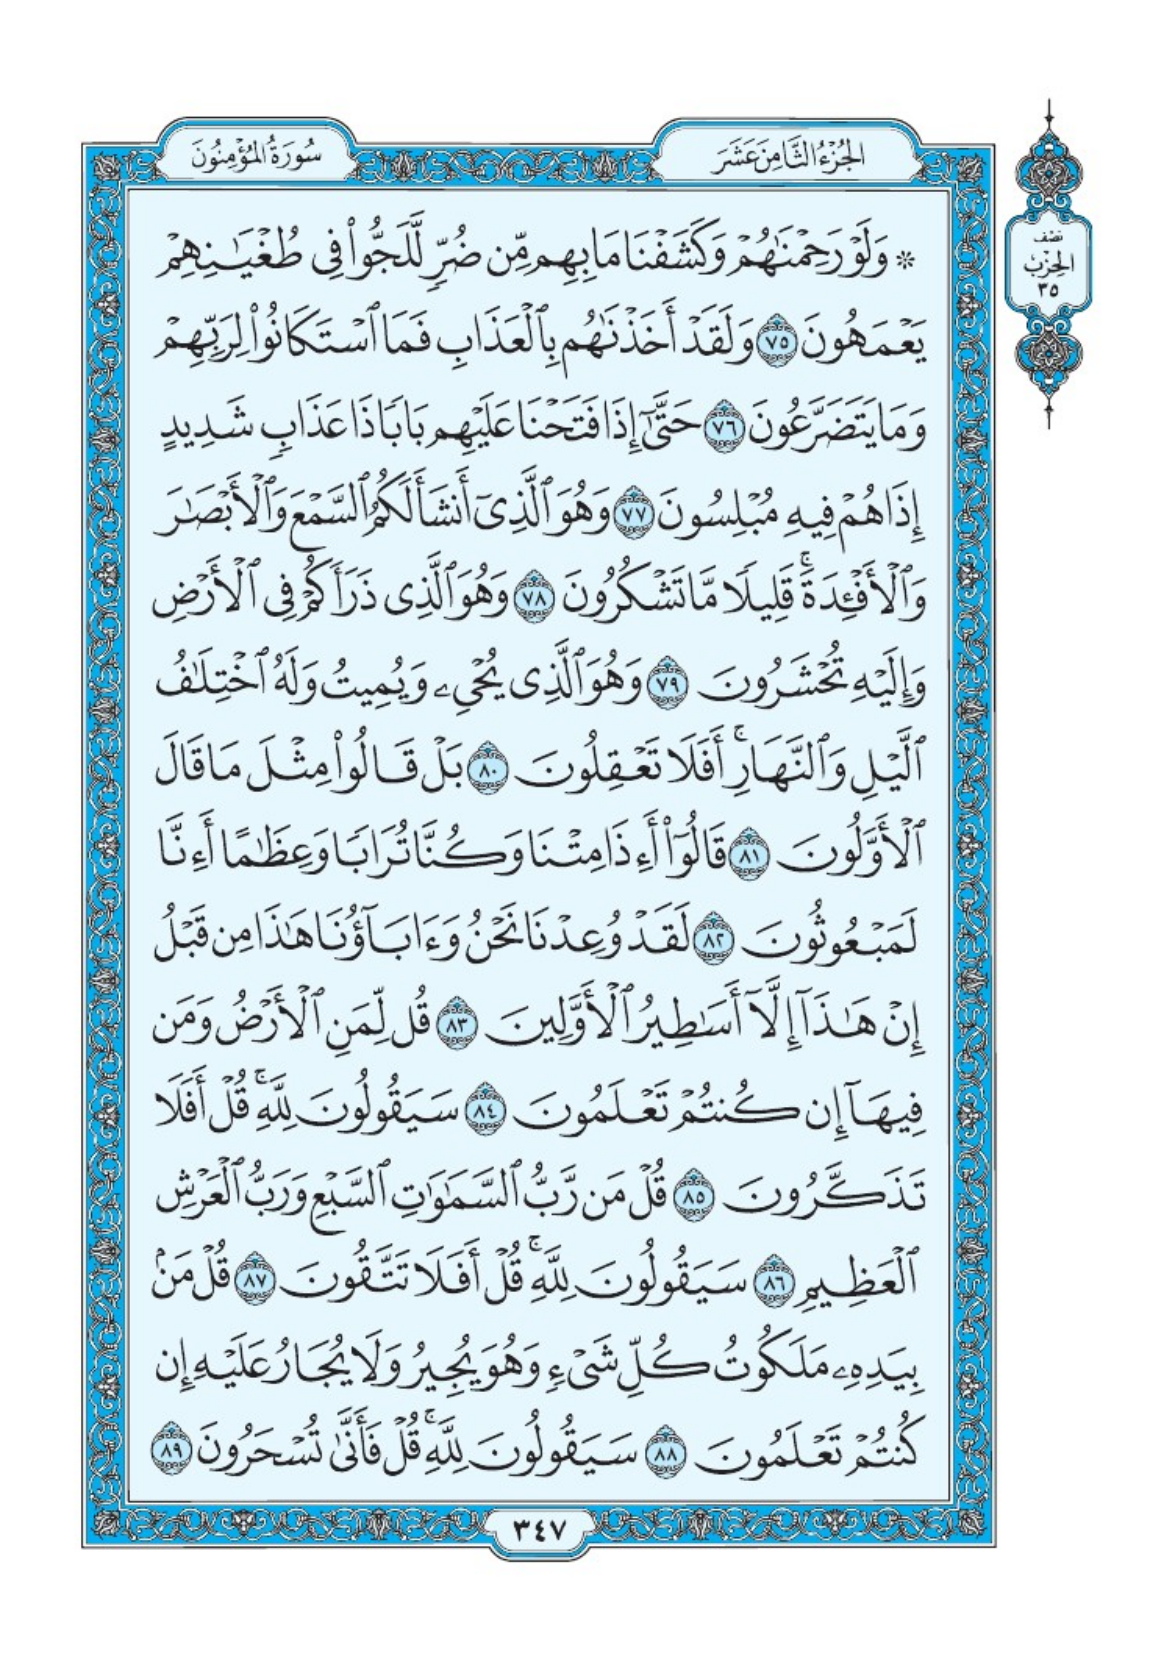 الجُزْءُ الثَّامِنَ عَشَرَ
سُورَةُ المُؤْمِنُونَ
نصف
الحِزْب
٣٥
۞ وَلَوْ رَحِمْنَٰهُمْ وَكَشَفْنَا مَا بِهِم مِّن ضُرٍّ لَّلَجُّوا۟ فِى طُغْيَٰنِهِمْ
يَعْمَهُونَ ٧٥ وَلَقَدْ أَخَذْنَٰهُم بِٱلْعَذَابِ فَمَا ٱسْتَكَانُوا۟ لِرَبِّهِمْ
وَمَا يَتَضَرَّعُونَ ٧٦ حَتَّىٰٓ إِذَا فَتَحْنَا عَلَيْهِم بَابًا ذَا عَذَابٍ شَدِيدٍ
إِذَا هُمْ فِيهِ مُبْلِسُونَ ٧٧ وَهُوَ ٱلَّذِىٓ أَنشَأَ لَكُمُ ٱلسَّمْعَ وَٱلْأَبْصَٰرَ
وَٱلْأَفْـِٔدَةَ ۚ قَلِيلًا مَّا تَشْكُرُونَ ٧٨ وَهُوَ ٱلَّذِى ذَرَأَكُمْ فِى ٱلْأَرْضِ
وَإِلَيْهِ تُحْشَرُونَ ٧٩ وَهُوَ ٱلَّذِى يُحْىِۦ وَيُمِيتُ وَلَهُ ٱخْتِلَٰفُ
ٱلَّيْلِ وَٱلنَّهَارِ ۚ أَفَلَا تَعْقِلُونَ ٨٠ بَلْ قَالُوا۟ مِثْلَ مَا قَالَ
ٱلْأَوَّلُونَ ٨١ قَالُوٓا۟ أَءِذَا مِتْنَا وَكُنَّا تُرَابًا وَعِظَٰمًا أَءِنَّا
لَمَبْعُوثُونَ ٨٢ لَقَدْ وُعِدْنَا نَحْنُ وَءَابَآؤُنَا هَٰذَا مِن قَبْلُ
إِنْ هَٰذَآ إِلَّآ أَسَٰطِيرُ ٱلْأَوَّلِينَ ٨٣ قُل لِّمَنِ ٱلْأَرْضُ وَمَن
فِيهَآ إِن كُنتُمْ تَعْلَمُونَ ٨٤ سَيَقُولُونَ لِلَّهِ ۚ قُلْ أَفَلَا
تَذَكَّرُونَ ٨٥ قُلْ مَن رَّبُّ ٱلسَّمَٰوَٰتِ ٱلسَّبْعِ وَرَبُّ ٱلْعَرْشِ
ٱلْعَظِيمِ ٨٦ سَيَقُولُونَ لِلَّهِ ۚ قُلْ أَفَلَا تَتَّقُونَ ٨٧ قُلْ مَنۢ
بِيَدِهِۦ مَلَكُوتُ كُلِّ شَىْءٍ وَهُوَ يُجِيرُ وَلَا يُجَارُ عَلَيْهِ إِن
كُنتُمْ تَعْلَمُونَ ٨٨ سَيَقُولُونَ لِلَّهِ ۚ قُلْ فَأَنَّىٰ تُسْحَرُونَ ٨٩
٣٤٧